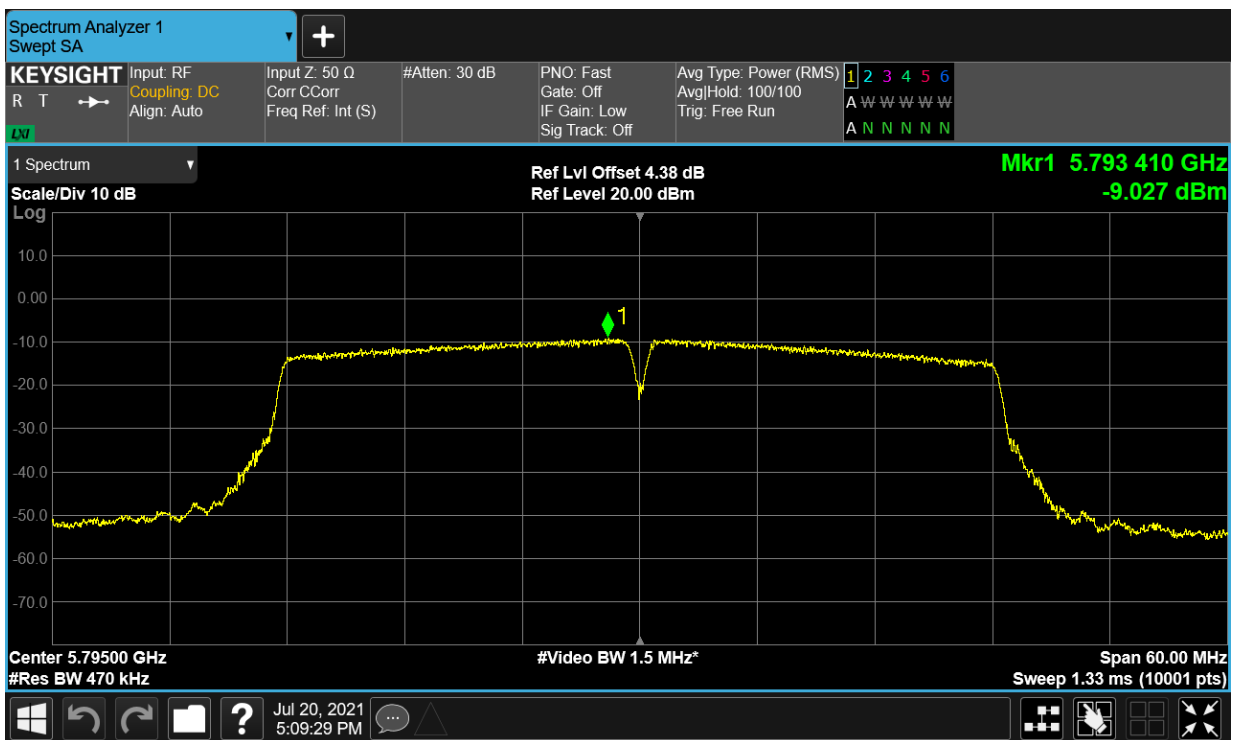 Spectrum Analyzer 1
Swept SA
KEYSIGHT
R T
LXI
Input: RF
Coupling: DC
Align: Auto
Input Z: 50 Ω
Corr CCorr
Freq Ref: Int (S)
#Atten: 30 dB
PNO: Fast
Gate: Off
IF Gain: Low
Sig Track: Off
Avg Type: Power (RMS)
Avg|Hold: 100/100
Trig: Free Run
1 2 3 4 5 6
A W W W W W
A N N N N N
1 Spectrum
Scale/Div 10 dB
Log
Ref Lvl Offset 4.38 dB
Ref Level 20.00 dBm
Mkr1 5.793 410 GHz
-9.027 dBm
10.0
0.00
-10.0
-20.0
-30.0
-40.0
-50.0
-60.0
-70.0
1
Center 5.79500 GHz
#Res BW 470 kHz
#Video BW 1.5 MHz*
Span 60.00 MHz
Sweep 1.33 ms (10001 pts)
?
Jul 20, 2021
5:09:29 PM